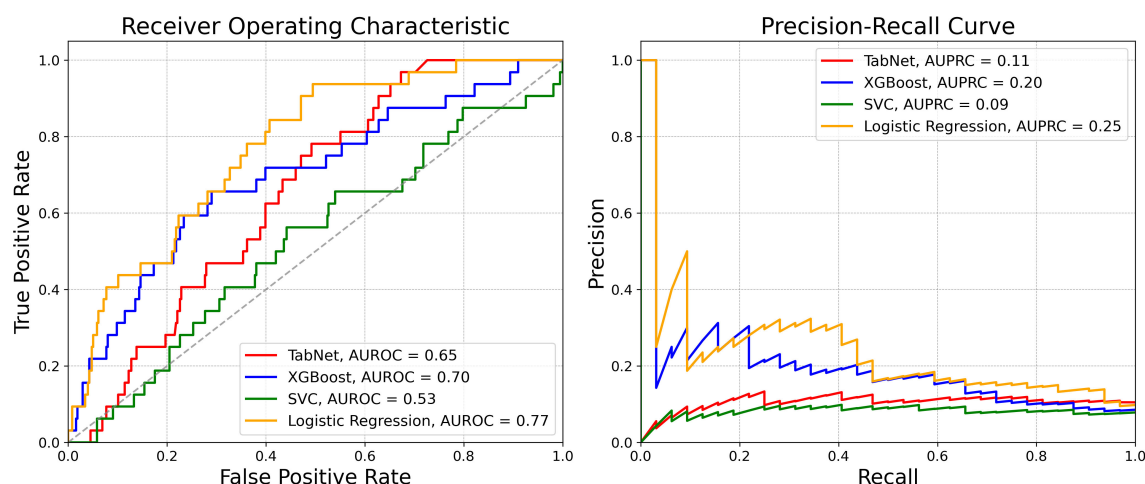 Receiver Operating Characteristic
True Positive Rate
1.0
0.8
0.6
0.4
0.2
0.0
TabNet, AUROC = 0.65
XGBoost, AUROC = 0.70
SVC, AUROC = 0.53
Logistic Regression, AUROC = 0.77
0.0 0.2 0.4 0.6 0.8 1.0
False Positive Rate
Precision-Recall Curve
Precision
1.0
0.8
0.6
0.4
0.2
0.0
TabNet, AUPRC = 0.11
XGBoost, AUPRC = 0.20
SVC, AUPRC = 0.09
Logistic Regression, AUPRC = 0.25
0.0 0.2 0.4 0.6 0.8 1.0
Recall